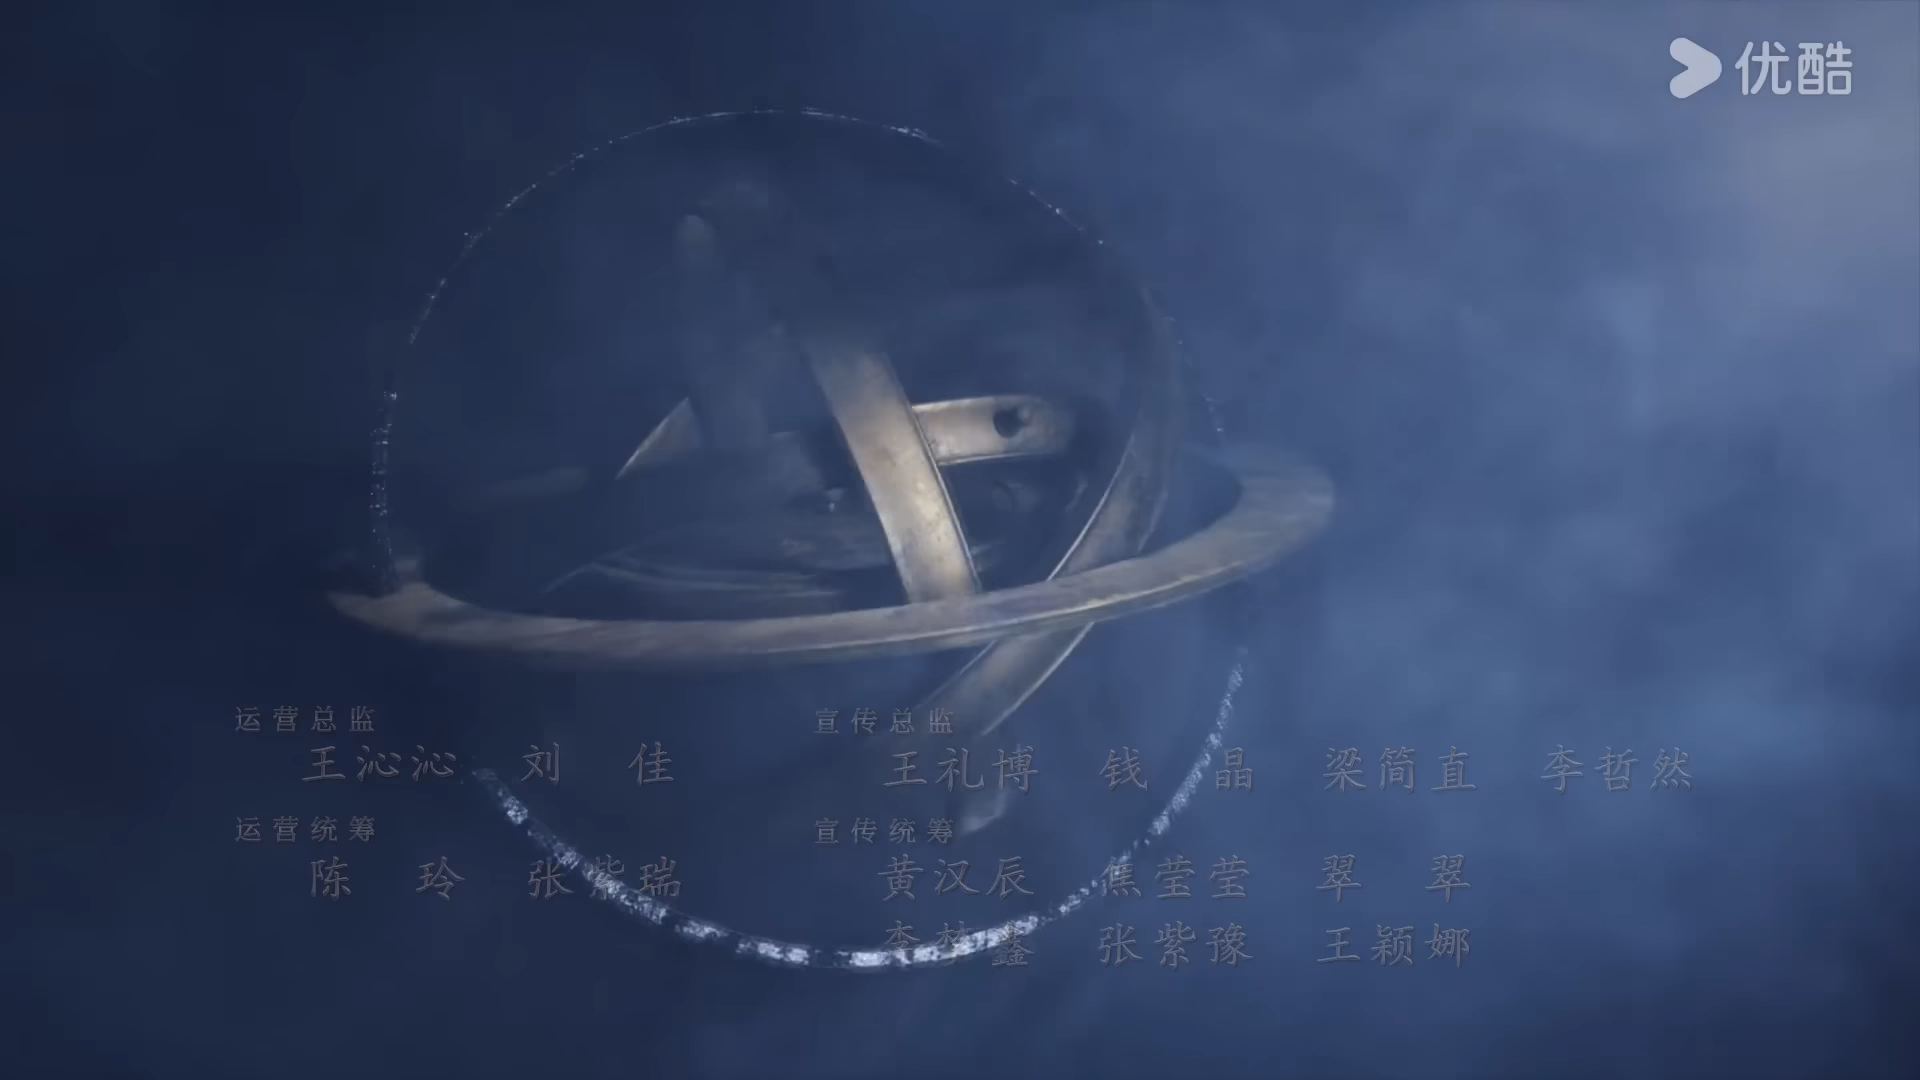 优酷
运营总监
王沁沁 刘佳
运营统筹
陈玲 张紫瑞
宣传总监
王礼博 钱晶 梁简直 李哲然
宣传统筹
黄汉辰 焦莹莹 翠翠
李梦鑫 张紫豫 王颖娜